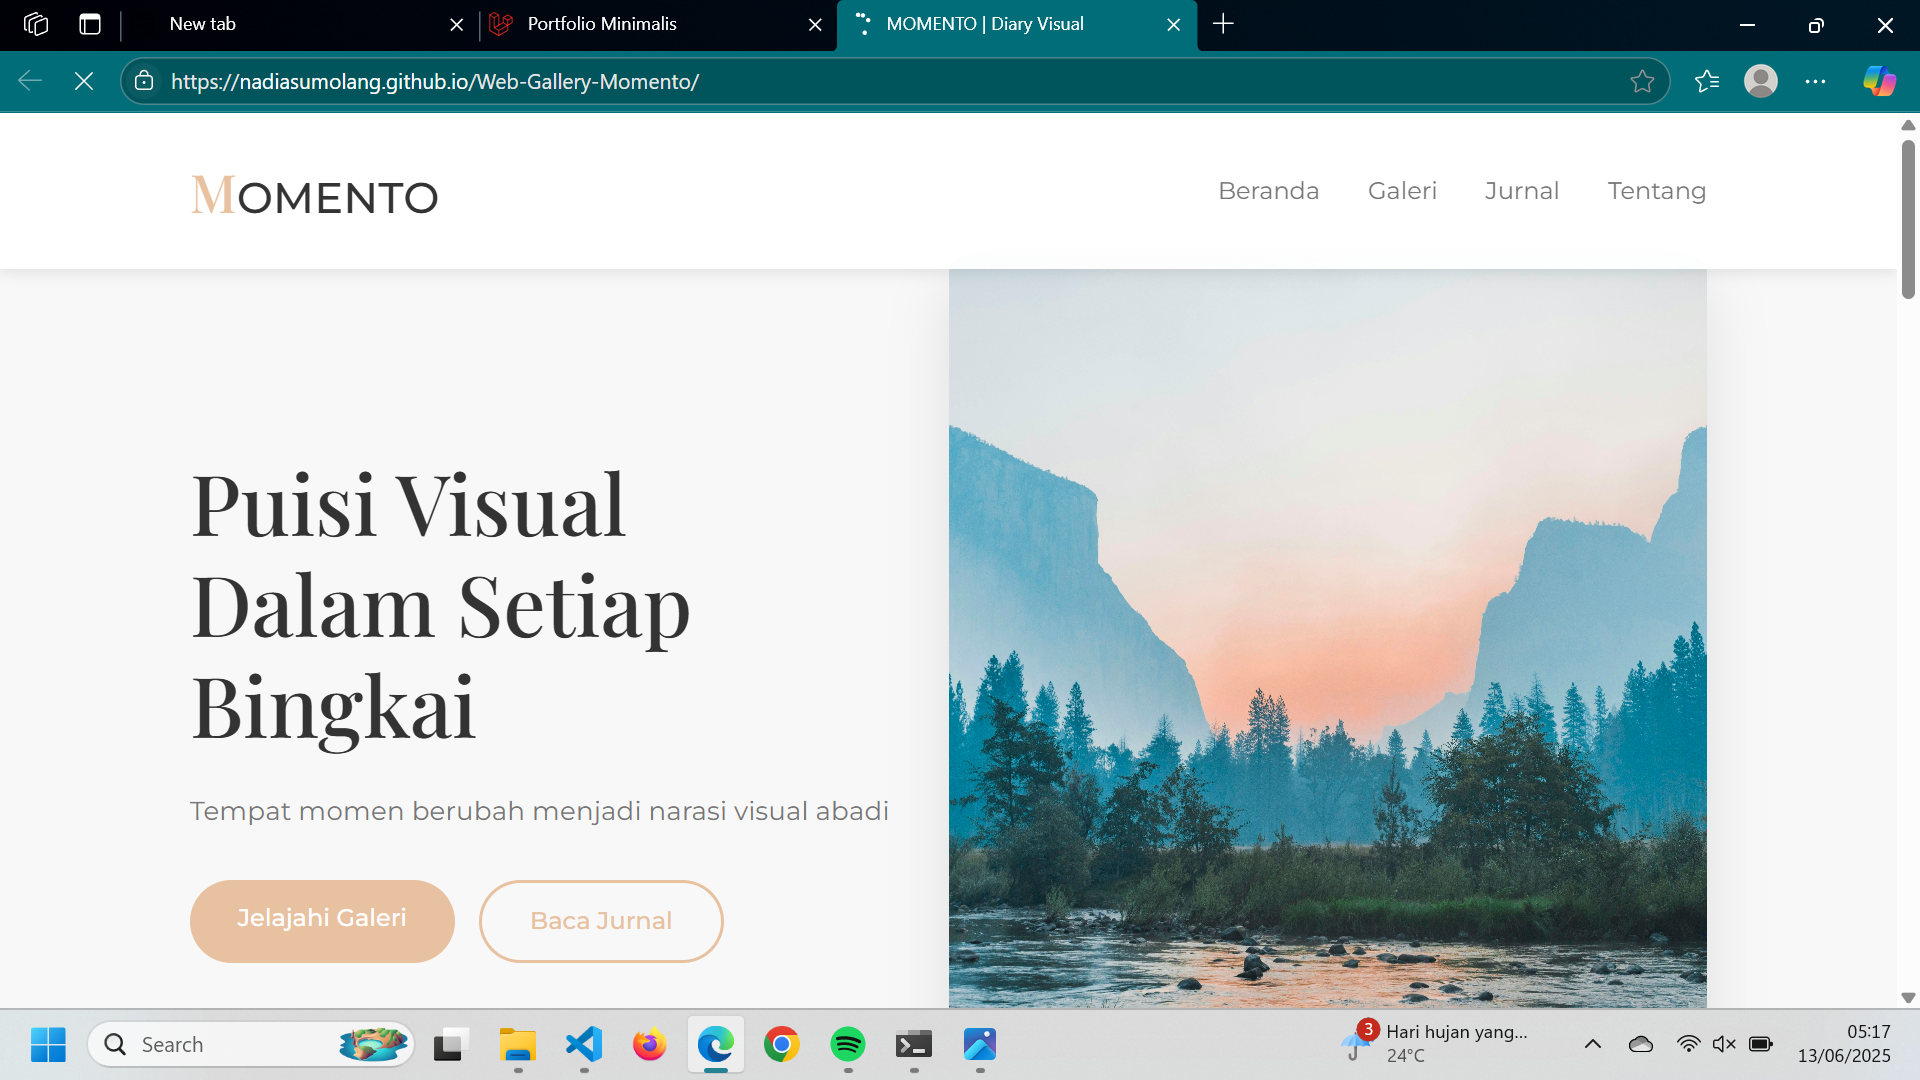 New tab
Portfolio Minimalis
MOMENTO | Diary Visual
https://nadiasumolang.github.io/Web-Gallery-Momento/
MOMENTO
Beranda
Galeri
Jurnal
Tentang
Puisi Visual
Dalam Setiap
Bingkai
Tempat momen berubah menjadi narasi visual abadi
Jelajahi Galeri
Baca Jurnal
Search
3
Hari hujan yang...
24°C
05:17
13/06/2025